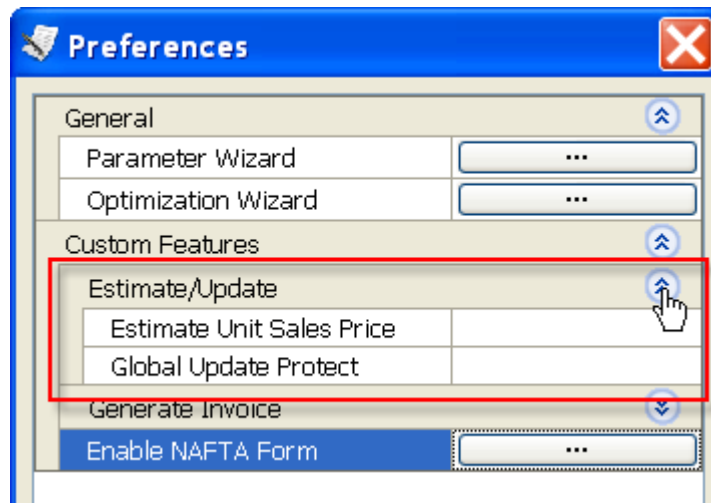 Preferences
General
Parameter Wizard ...
Optimization Wizard ...
Custom Features
Estimate/Update
Estimate Unit Sales Price
Global Update Protect
Generate Invoice
Enable NAFTA Form ...